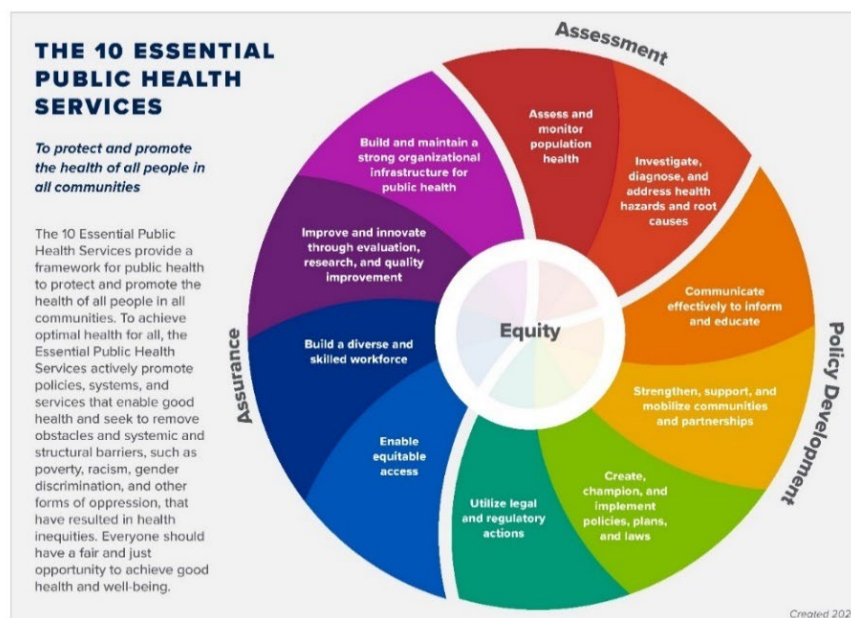 THE 10 ESSENTIAL
PUBLIC HEALTH
SERVICES
To protect and promote
the health of all people in
all communities
The 10 Essential Public
Health Services provide a
framework for public health
to protect and promote the
health of all people in all
communities. To achieve
optimal health for all, the
Essential Public Health
Services actively promote
policies, systems, and
services that enable good
health and seek to remove
obstacles and systemic and
structural barriers, such as
poverty, racism, gender
discrimination, and other
forms of oppression, that
have resulted in health
inequities. Everyone should
have a fair and just
opportunity to achieve good
health and well-being.
Assessment
Assess and
monitor
population
health
Investigate,
diagnose, and
address health
hazards and root
causes
Policy Development
Communicate
effectively to inform
and educate
Strengthen, support, and
mobilize communities
and partnerships
Create,
champion, and
implement
policies, plans,
and laws
Utilize legal
and regulatory
actions
Assurance
Enable
equitable
access
Build a diverse and
skilled workforce
Improve and innovate
through evaluation,
research, and quality
improvement
Build and maintain a
strong organizational
infrastructure for
public health
Equity
Created 202